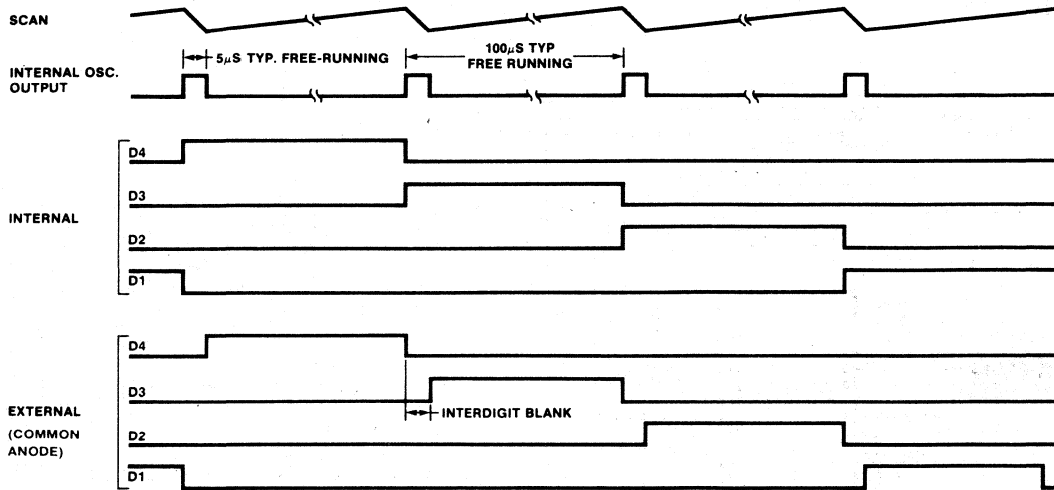 SCAN
5μS TYP. FREE-RUNNING
100μS TYP
FREE RUNNING
INTERNAL OSC.
OUTPUT
INTERNAL
D4
D3
D2
D1
EXTERNAL
(COMMON
ANODE)
D4
D3
INTERDIGIT BLANK
D2
D1